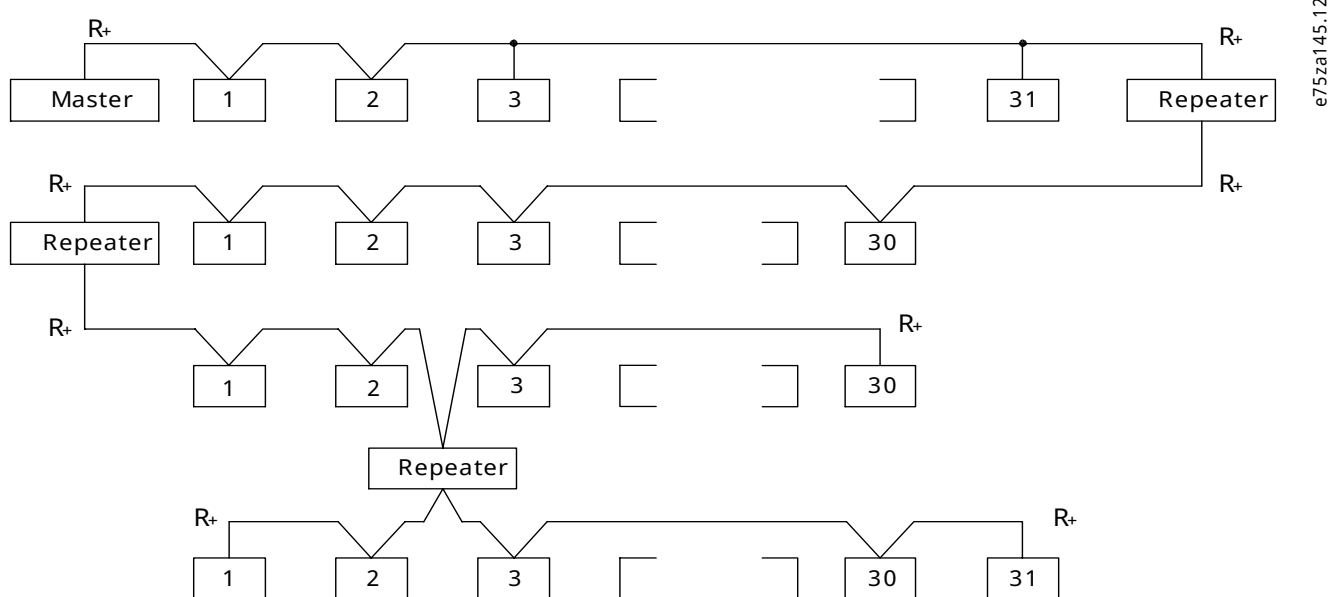 R+ R+
Master 1 2 3 31 Repeater
R+ R+
Repeater 1 2 3 30
R+ R+
1 2 3 30
Repeater
R+ R+
1 2 3 30 31
e75za145.12